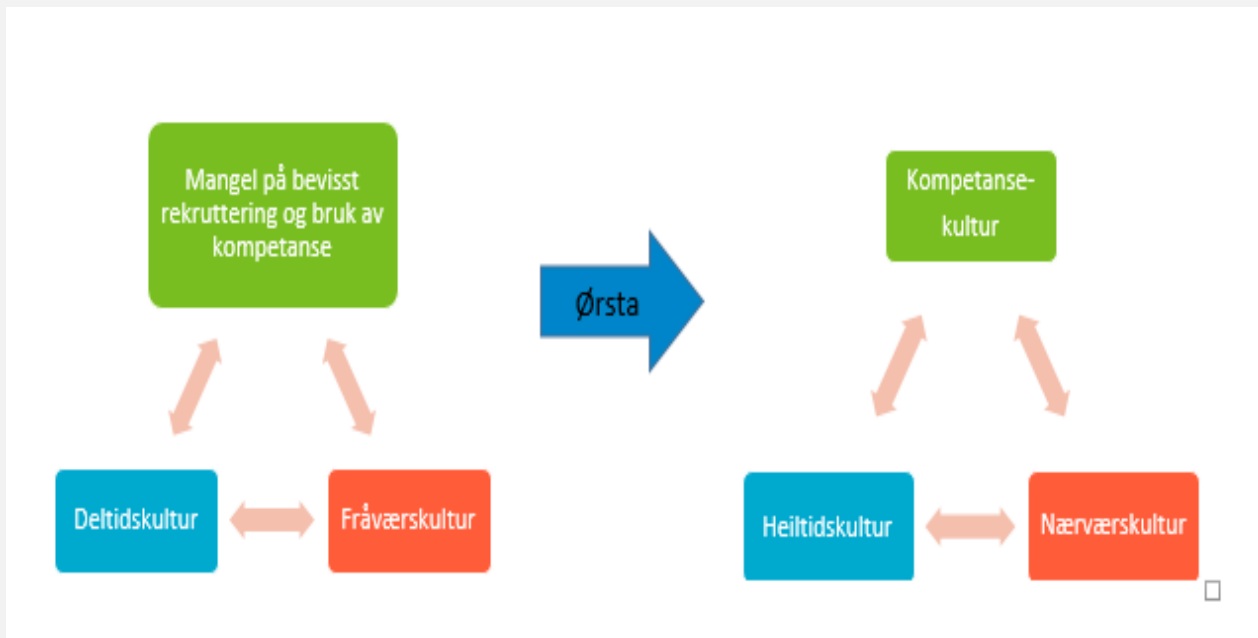 Mangel på bevisst
rekruttering og bruk av
kompetanse
Deltidskultur
Fråværskultur
Ørsta
Kompetanse-
kultur
Heiltidskultur
Nærværskultur